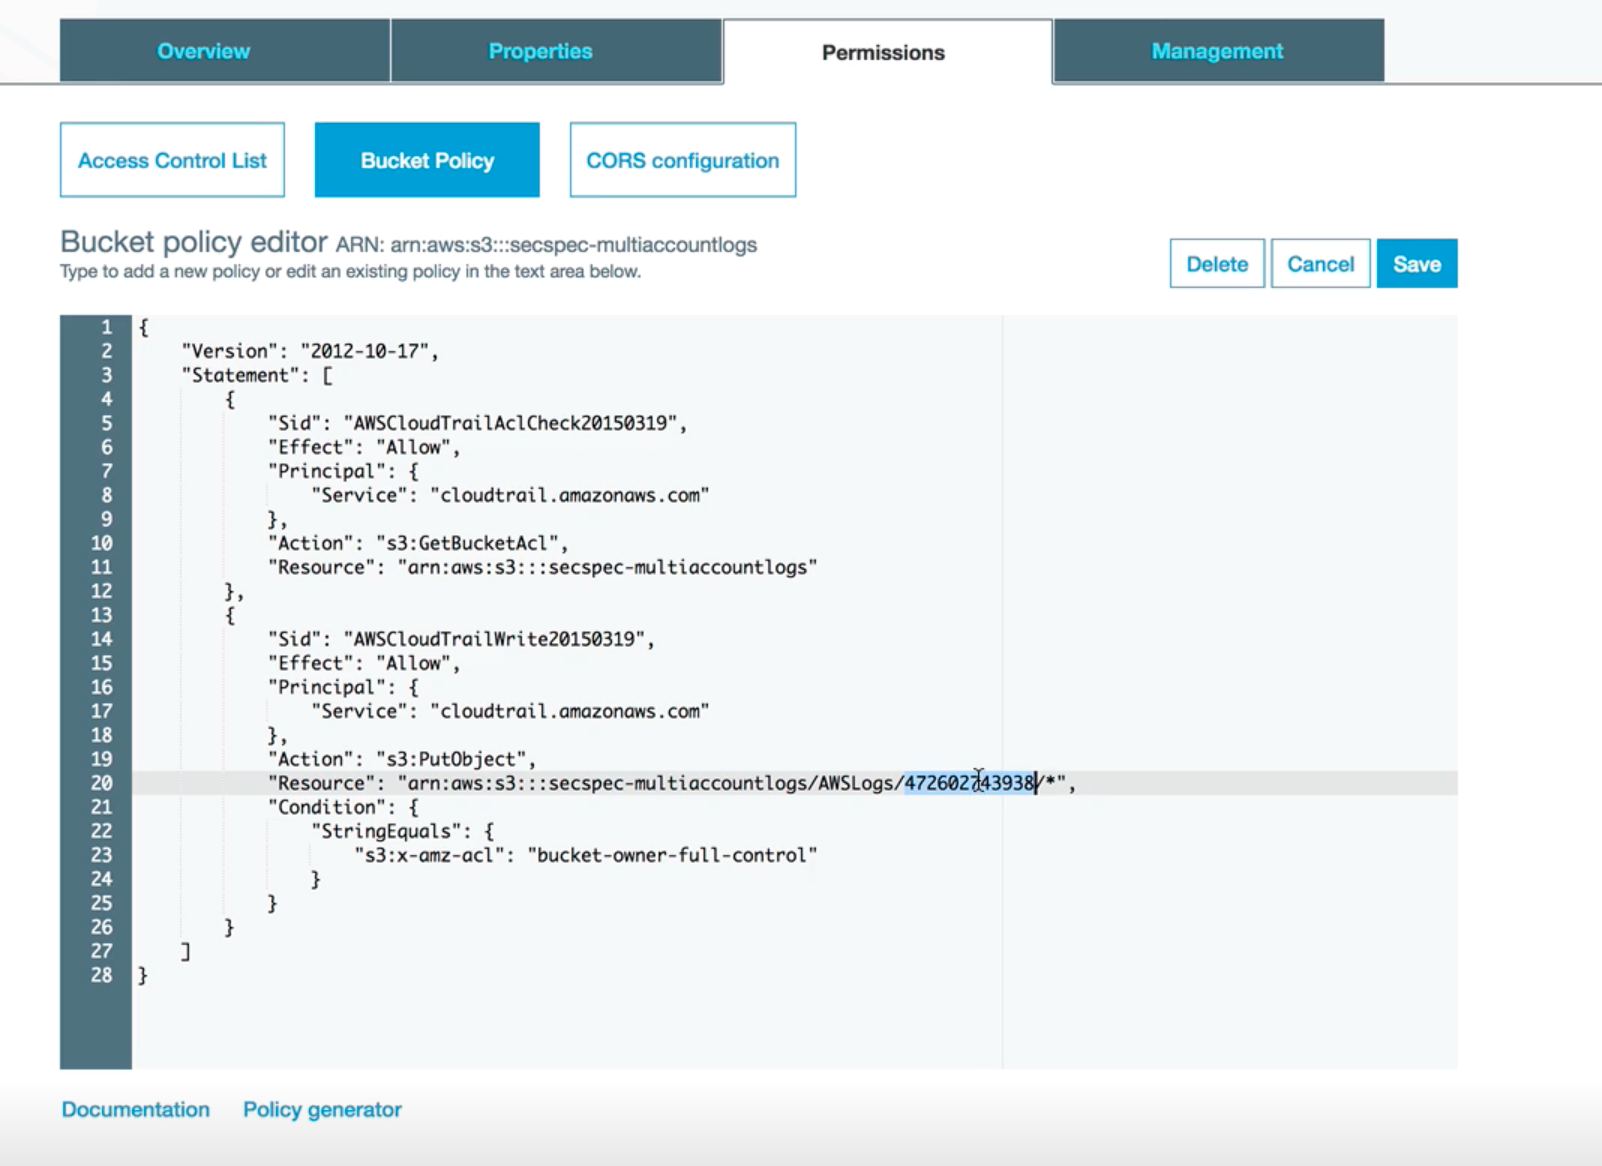 Overview Properties Permissions Management
Access Control List Bucket Policy CORS configuration
Bucket policy editor ARN: arn:aws:s3:::secspec-multiaccountlogs
Type to add a new policy or edit an existing policy in the text area below.
Delete Cancel Save
1 {
2 "Version": "2012-10-17",
3 "Statement": [
4 {
5 "Sid": "AWSCloudTrailAclCheck20150319",
6 "Effect": "Allow",
7 "Principal": {
8 "Service": "cloudtrail.amazonaws.com"
9 },
10 "Action": "s3:GetBucketAcl",
11 "Resource": "arn:aws:s3:::secspec-multiaccountlogs"
12 },
13 {
14 "Sid": "AWSCloudTrailWrite20150319",
15 "Effect": "Allow",
16 "Principal": {
17 "Service": "cloudtrail.amazonaws.com"
18 },
19 "Action": "s3:PutObject",
20 "Resource": "arn:aws:s3:::secspec-multiaccountlogs/AWSLogs/472602743938/*",
21 "Condition": {
22 "StringEquals": {
23 "s3:x-amz-acl": "bucket-owner-full-control"
24 }
25 }
26 }
27 ]
28 }
Documentation Policy generator